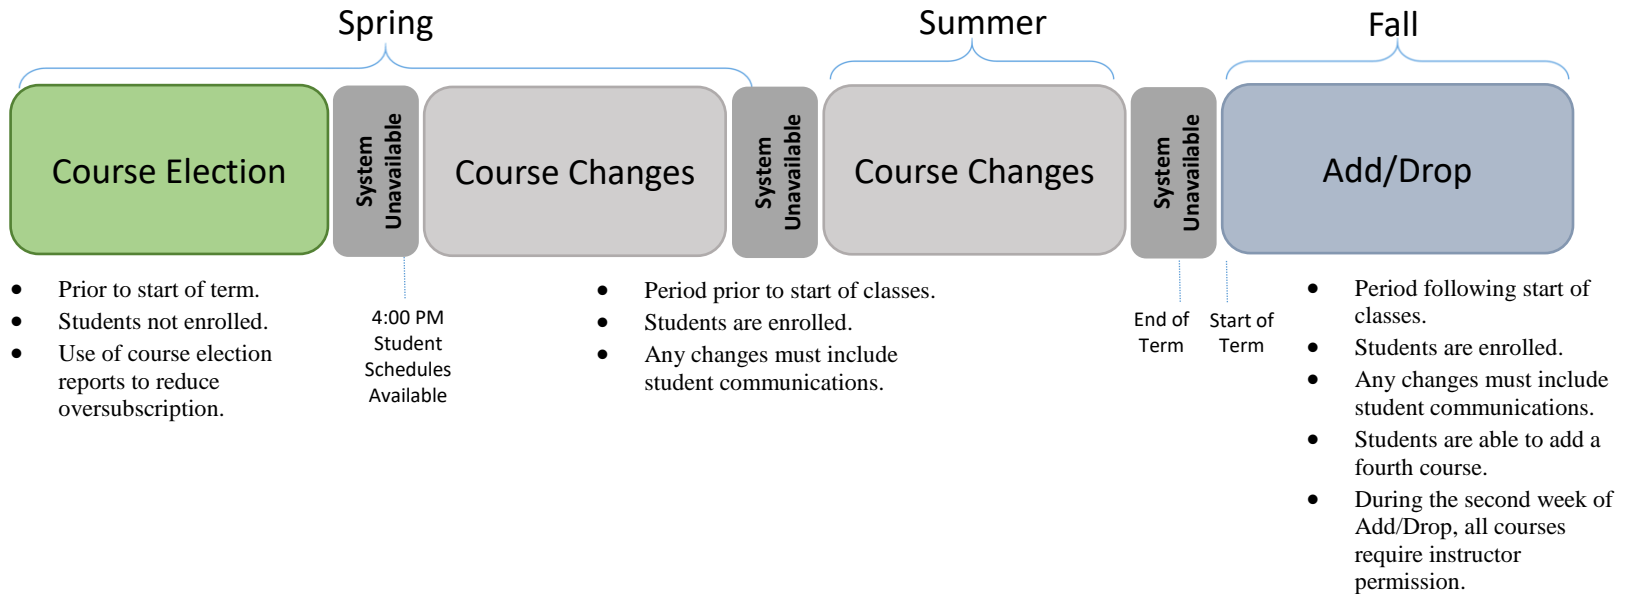 Spring
Summer
Fall
Course Election
System
Unavailable
Course Changes
System
Unavailable
Course Changes
System
Unavailable
Add/Drop
• Prior to start of term.
• Students not enrolled.
• Use of course election
reports to reduce
oversubscription.
4:00 PM
Student
Schedules
Available
• Period prior to start of classes.
• Students are enrolled.
• Any changes must include
student communications.
End of
Term
Start of
Term
• Period following start of
classes.
• Students are enrolled.
• Any changes must include
student communications.
• Students are able to add a
fourth course.
• During the second week of
Add/Drop, all courses
require instructor
permission.